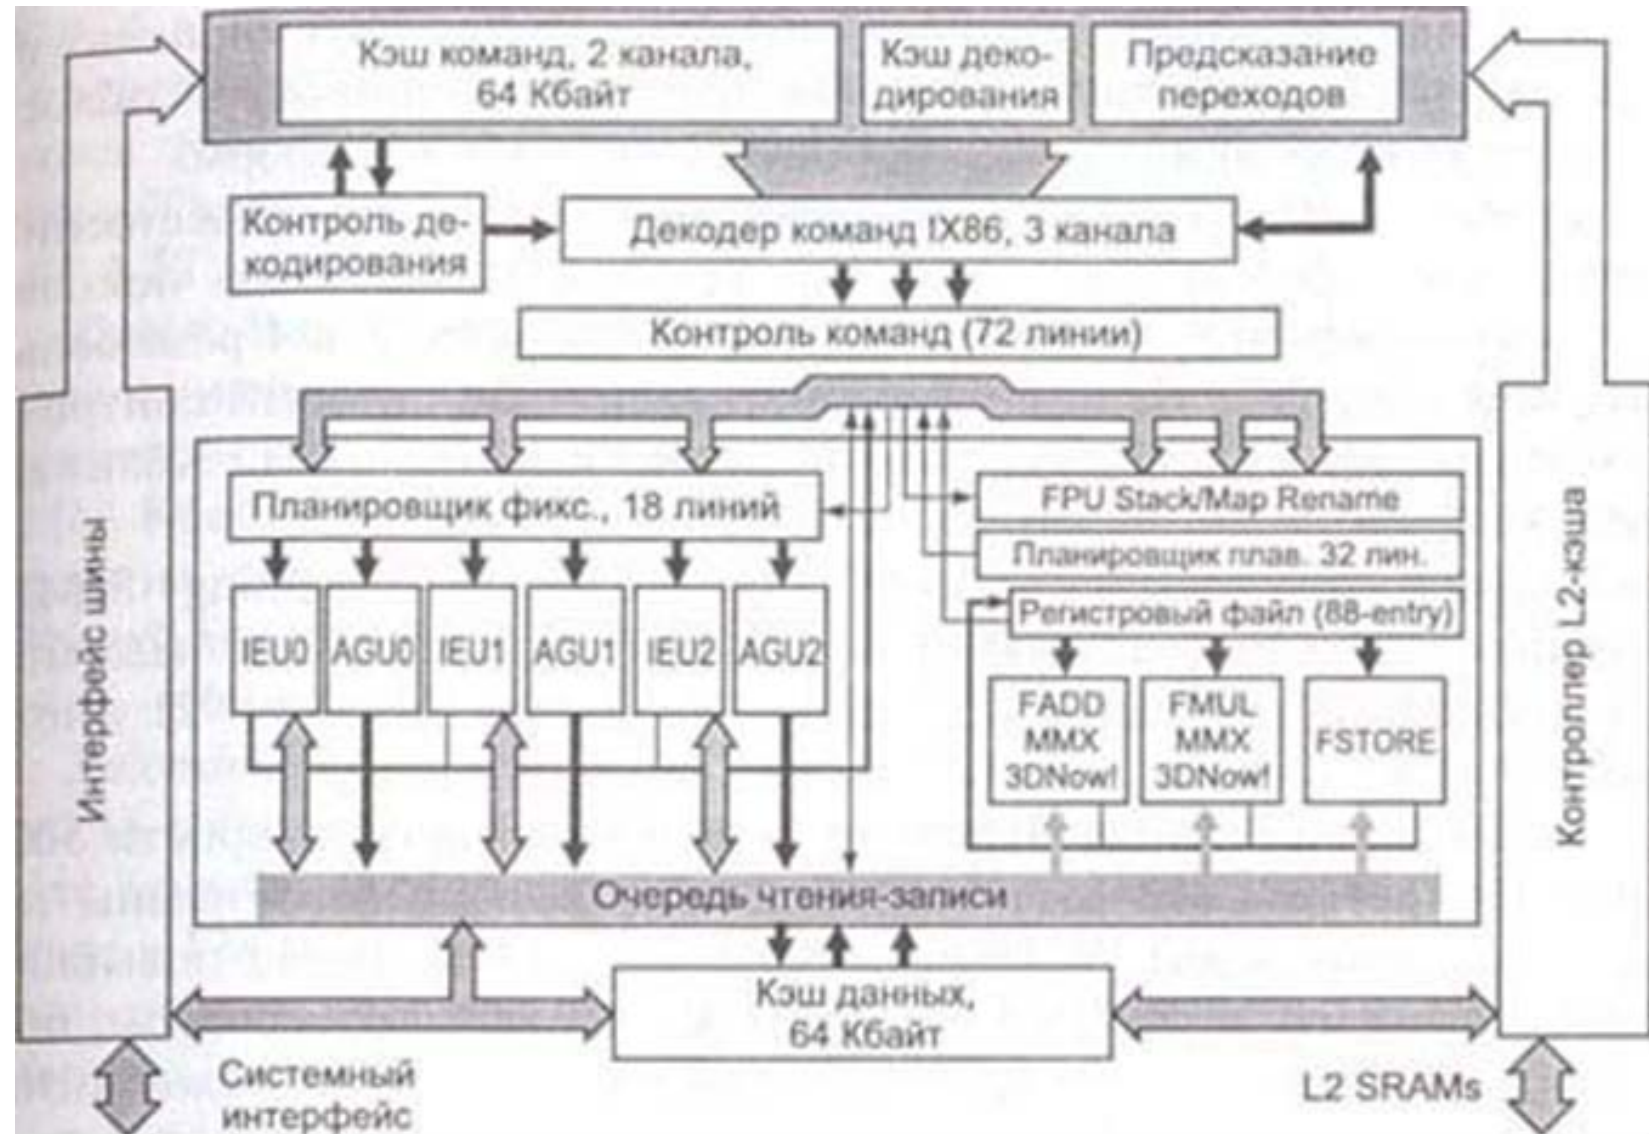 Кэш команд, 2 канала,
64 Кбайт
Кэш деко-
дирования
Предсказание
переходов
Контроль де-
кодирования
Декодер команд IX86, 3 канала
Контроль команд (72 линии)
Интерфейс шины
Планировщик фикс., 18 линий
IEU0
AGU0
IEU1
AGU1
IEU2
AGU2
FPU Stack/Map Rename
Планировщик плав. 32 лин.
Регистровый файл (88-entry)
FADD
MMX
3DNow!
FMUL
MMX
3DNow!
FSTORE
Контроллер L2-кэша
Очередь чтения-записи
Кэш данных,
64 Кбайт
Системный
интерфейс
L2 SRAMs